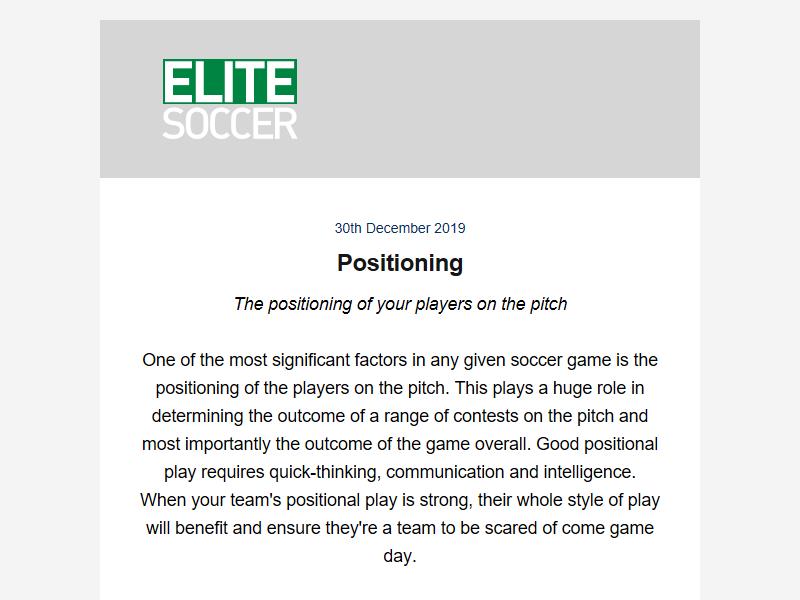 ELITE
SOCCER
30th December 2019
Positioning
The positioning of your players on the pitch
One of the most significant factors in any given soccer game is the
positioning of the players on the pitch. This plays a huge role in
determining the outcome of a range of contests on the pitch and
most importantly the outcome of the game overall. Good positional
play requires quick-thinking, communication and intelligence.
When your team's positional play is strong, their whole style of play
will benefit and ensure they're a team to be scared of come game
day.